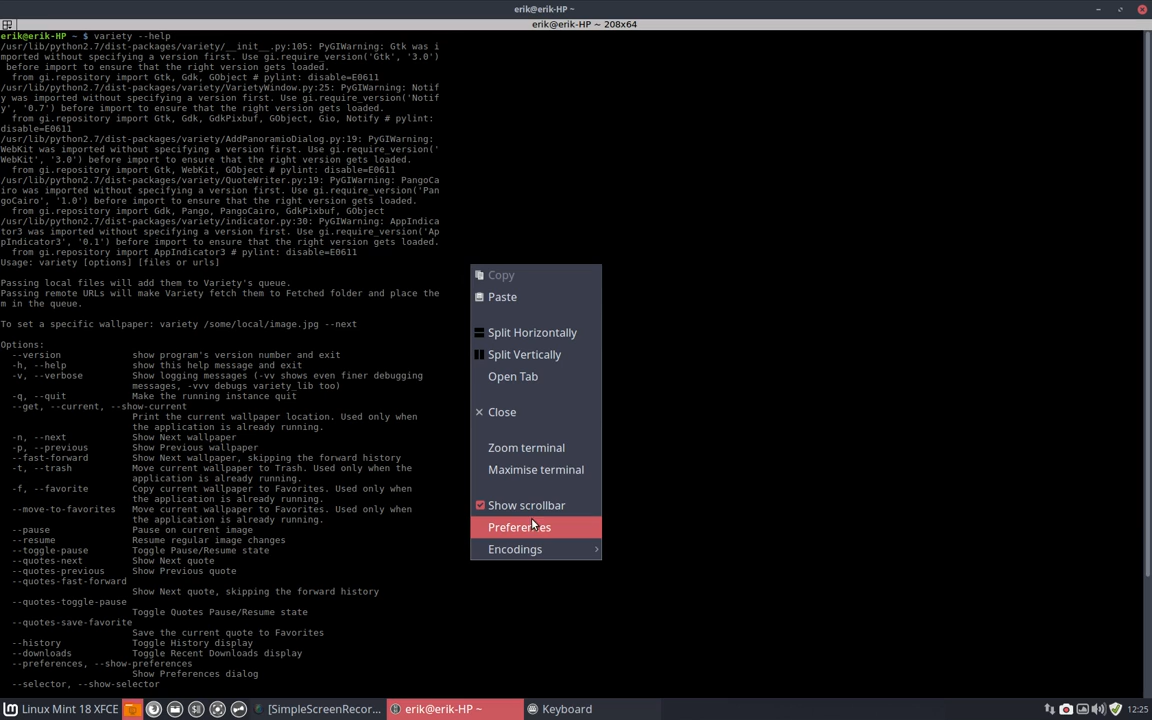 erik@erik-HP ~
erik@erik-HP ~ 208x64
erik@erik-HP ~ $ variety --help
/usr/lib/python2.7/dist-packages/variety/__init__.py:105: PyGIWarning: Gtk was i
mported without specifying a version first. Use gi.require_version('Gtk', '3.0')
 before import to ensure that the right version gets loaded.
  from gi.repository import Gtk, Gdk, GObject # pylint: disable=E0611
/usr/lib/python2.7/dist-packages/variety/VarietyWindow.py:25: PyGIWarning: Notif
y was imported without specifying a version first. Use gi.require_version('Notif
y', '0.7') before import to ensure that the right version gets loaded.
  from gi.repository import Gtk, Gdk, GdkPixbuf, GObject, Gio, Notify # pylint:
disable=E0611
/usr/lib/python2.7/dist-packages/variety/AddPanoramioDialog.py:19: PyGIWarning:
WebKit was imported without specifying a version first. Use gi.require_version('
WebKit', '3.0') before import to ensure that the right version gets loaded.
  from gi.repository import Gtk, WebKit, GObject # pylint: disable=E0611
/usr/lib/python2.7/dist-packages/variety/QuoteWriter.py:19: PyGIWarning: PangoCa
iro was imported without specifying a version first. Use gi.require_version('Pan
goCairo', '1.0') before import to ensure that the right version gets loaded.
  from gi.repository import Gdk, Pango, PangoCairo, GdkPixbuf, GObject
/usr/lib/python2.7/dist-packages/variety/indicator.py:30: PyGIWarning: AppIndica
tor3 was imported without specifying a version first. Use gi.require_version('Ap
pIndicator3', '0.1') before import to ensure that the right version gets loaded.
  from gi.repository import AppIndicator3 # pylint: disable=E0611
Usage: variety [options] [files or urls]
Passing local files will add them to Variety's queue.
Passing remote URLs will make Variety fetch them to Fetched folder and place the
m in the queue.
To set a specific wallpaper: variety /some/local/image.jpg --next
Options:
  --version             show program's version number and exit
  -h, --help            show this help message and exit
  -v, --verbose         Show logging messages (-vv shows even finer debugging
                        messages, -vvv debugs variety_lib too)
  -q, --quit            Make the running instance quit
  --get, --current, --show-current
                        Print the current wallpaper location. Used only when
                        the application is already running.
  -n, --next            Show Next wallpaper
  -p, --previous        Show Previous wallpaper
  --fast-forward        Show Next wallpaper, skipping the forward history
  -t, --trash           Move current wallpaper to Trash. Used only when the
                        application is already running.
  -f, --favorite        Copy current wallpaper to Favorites. Used only when
                        the application is already running.
  --move-to-favorites   Move current wallpaper to Favorites. Used only when
                        the application is already running.
  --pause               Pause on current image
  --resume              Resume regular image changes
  --toggle-pause        Toggle Pause/Resume state
  --quotes-next         Show Next quote
  --quotes-previous     Show Previous quote
  --quotes-fast-forward
                        Show Next quote, skipping the forward history
  --quotes-toggle-pause
                        Toggle Quotes Pause/Resume state
  --quotes-save-favorite
                        Save the current quote to Favorites
  --history             Toggle History display
  --downloads           Toggle Recent Downloads display
  --preferences, --show-preferences
                        Show Preferences dialog
  --selector, --show-selector
Copy
Paste
Split Horizontally
Split Vertically
Open Tab
Close
Zoom terminal
Maximise terminal
Show scrollbar
Preferences
Encodings
Linux Mint 18 XFCE
[SimpleScreenRecor...
erik@erik-HP ~
Keyboard
12:25